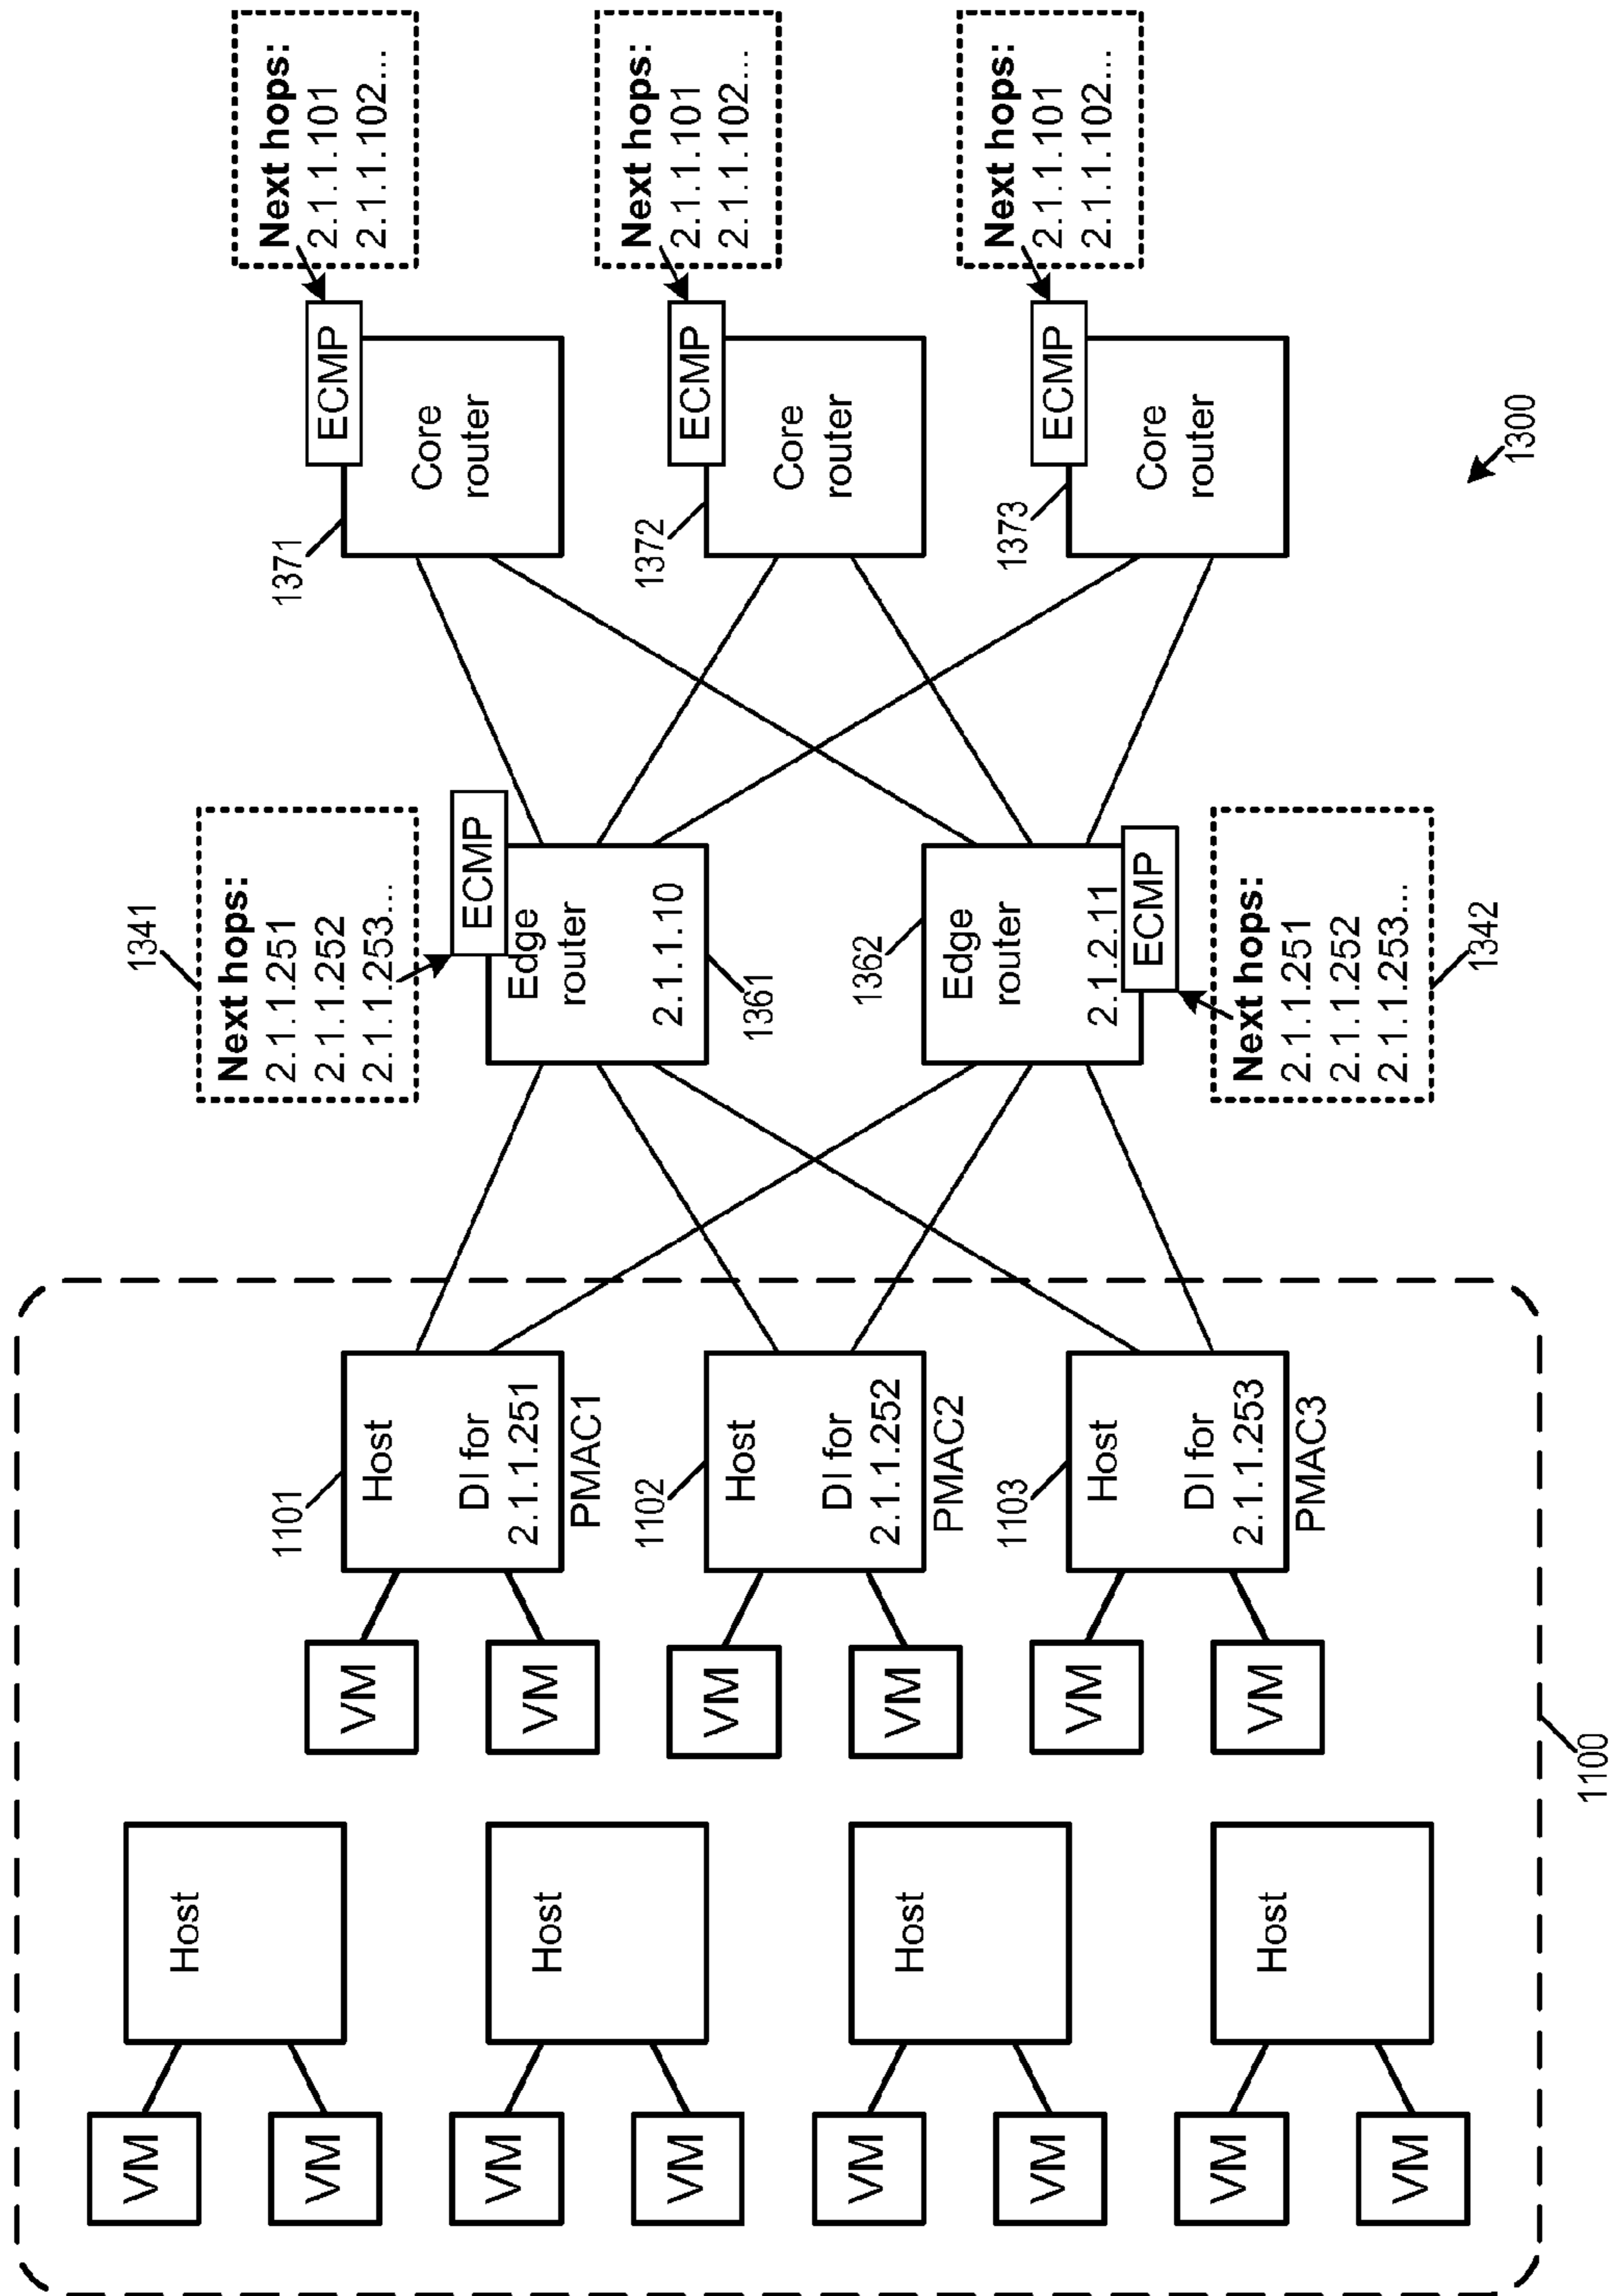 VM
VM
Host
VM
VM
Host
VM
VM
Host
VM
VM
Host
VM
VM
1101
Host
DI for
2.1.1.251
PMAC1
VM
VM
1102
Host
DI for
2.1.1.252
PMAC2
VM
VM
1103
Host
DI for
2.1.1.253
PMAC3
1100
1341
Next hops:
2.1.1.251
2.1.1.252
2.1.1.253...
ECMP
Edge
router
2.1.1.10
1361
1362
Edge
router
2.1.2.11
ECMP
Next hops:
2.1.1.251
2.1.1.252
2.1.1.253...
1342
1371
ECMP
Core
router
Next hops:
2.1.1.101
2.1.1.102...
1372
ECMP
Core
router
Next hops:
2.1.1.101
2.1.1.102...
1373
ECMP
Core
router
Next hops:
2.1.1.101
2.1.1.102...
1300